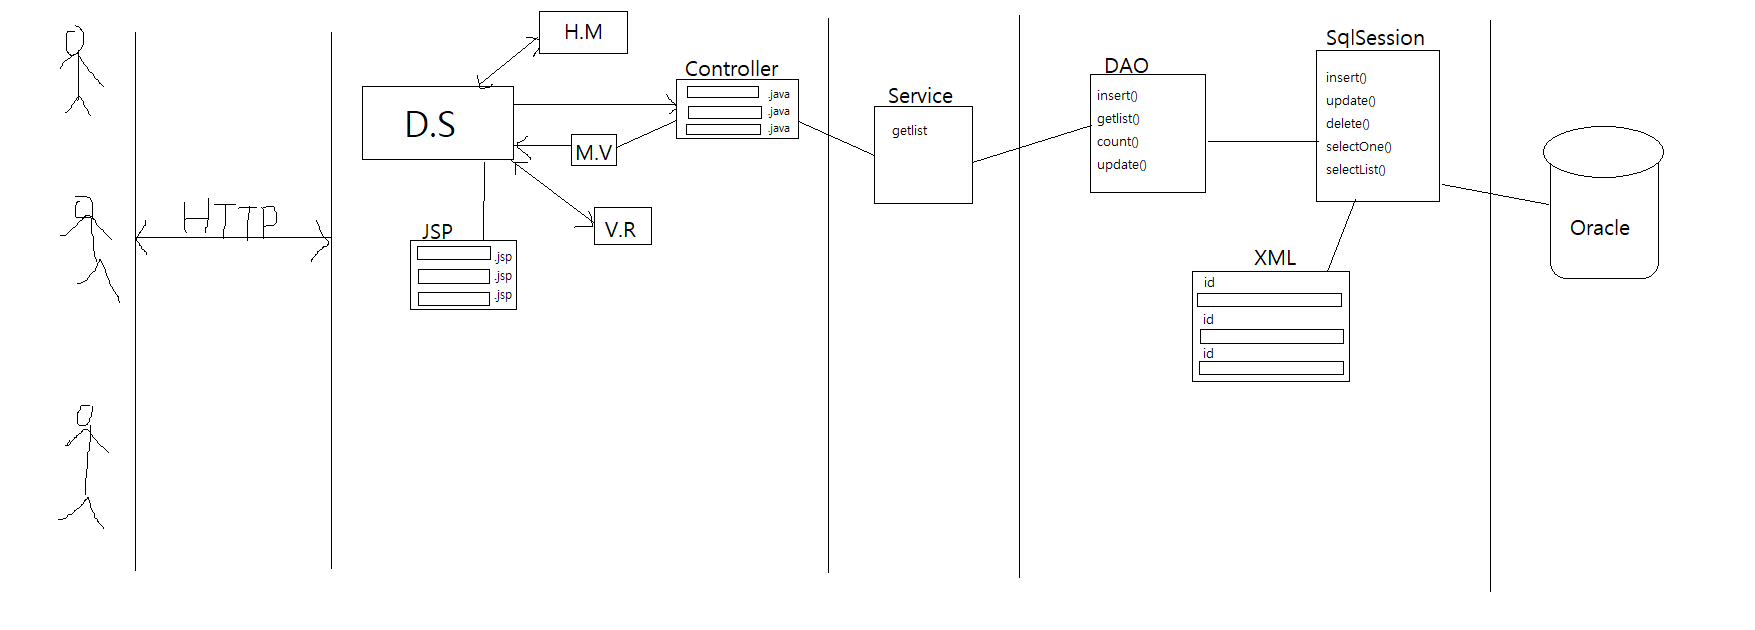 HTTP
H.M
D.S
M.V
V.R
JSP
.jsp
.jsp
.jsp
Controller
.java
.java
.java
Service
getlist
DAO
insert()
getlist()
count()
update()
SqlSession
insert()
update()
delete()
selectOne()
selectList()
XML
id
id
id
Oracle